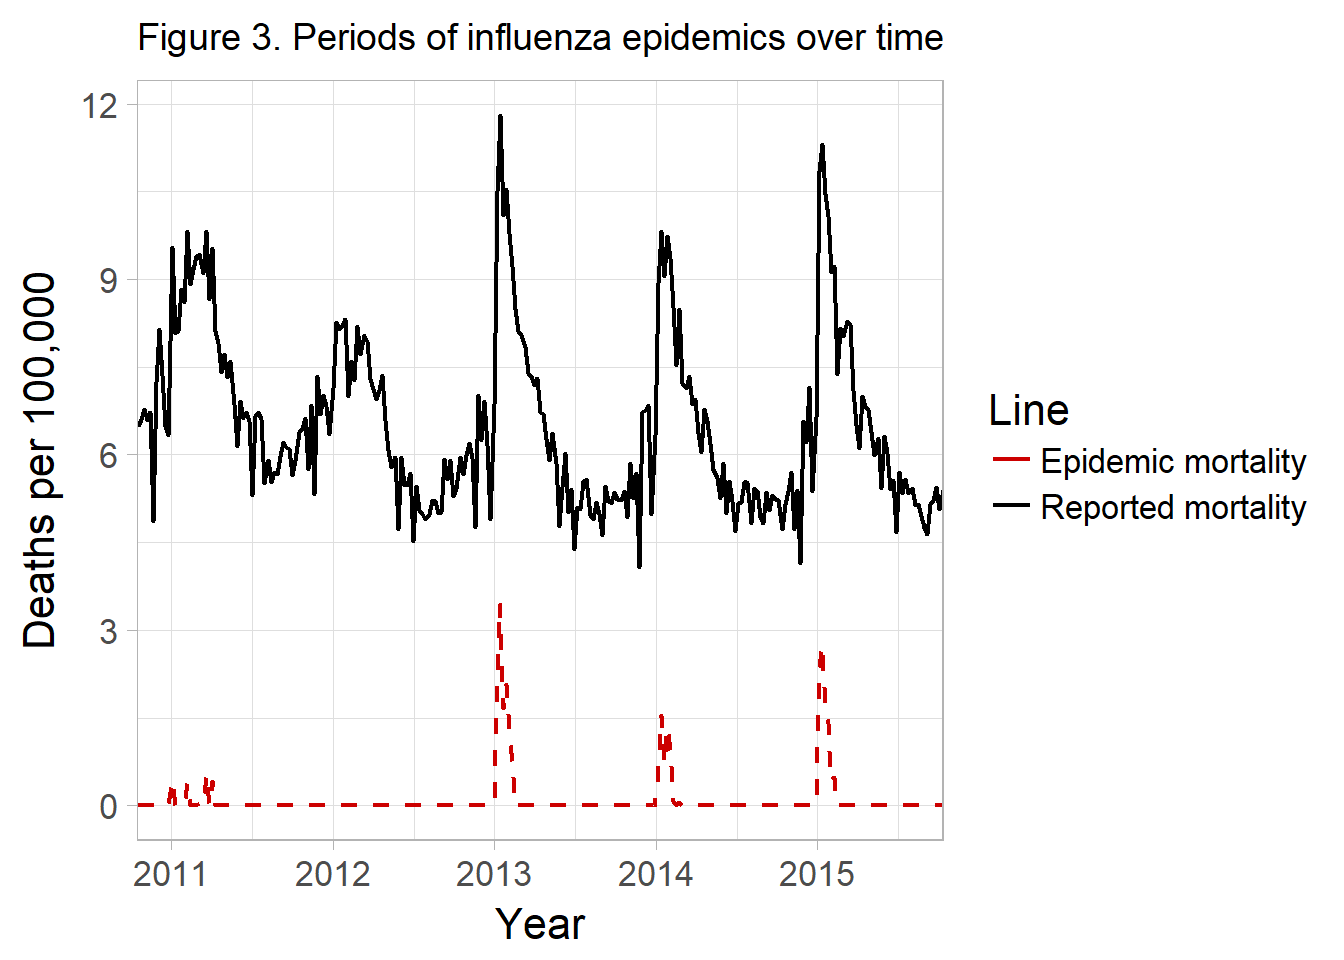 Figure 3. Periods of influenza epidemics over time
12
9
6
3
0
Deaths per 100,000
2011
2012
2013
2014
2015
Year
Line
Epidemic mortality
Reported mortality